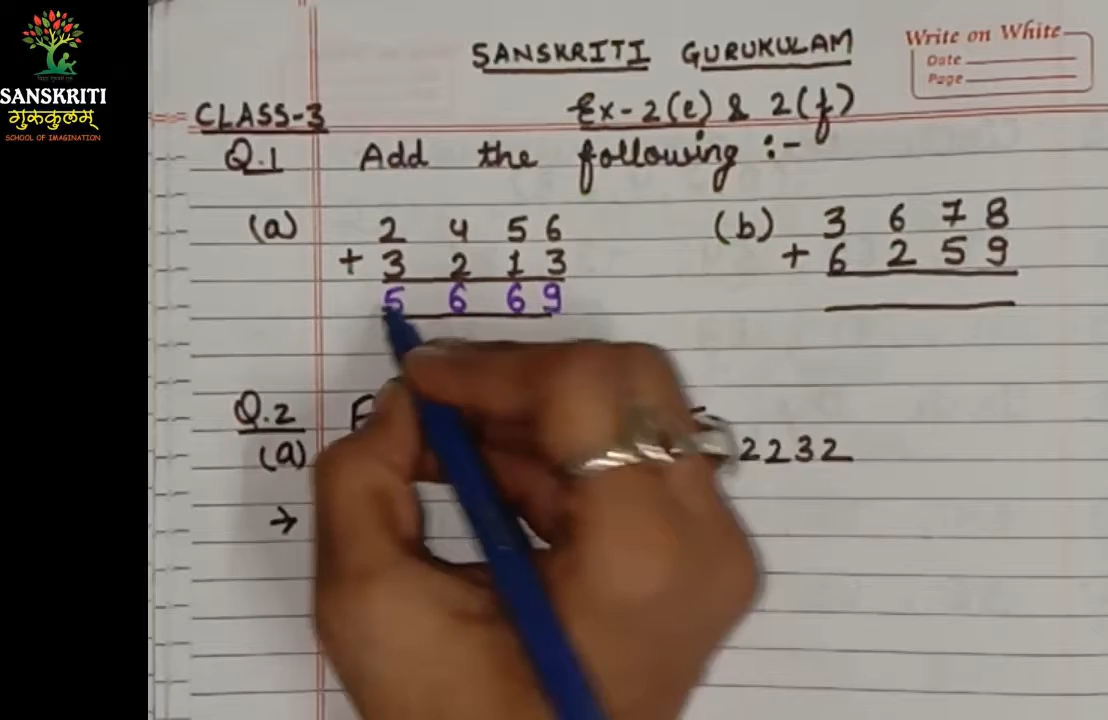 SANSKRITI
गुरुकुलम्
SCHOOL OF IMAGINATION
SANSKRITI GURUKULAM
Write on White
Date
Page
CLASS-3
Ex-2(e) & 2(f)
Q.1 Add the following :-
(a) 2 4 5 6
+ 3 2 1 3
5 6 6 9
(b) 3 6 7 8
+ 6 2 5 9
Q.2
(a) 2232
→